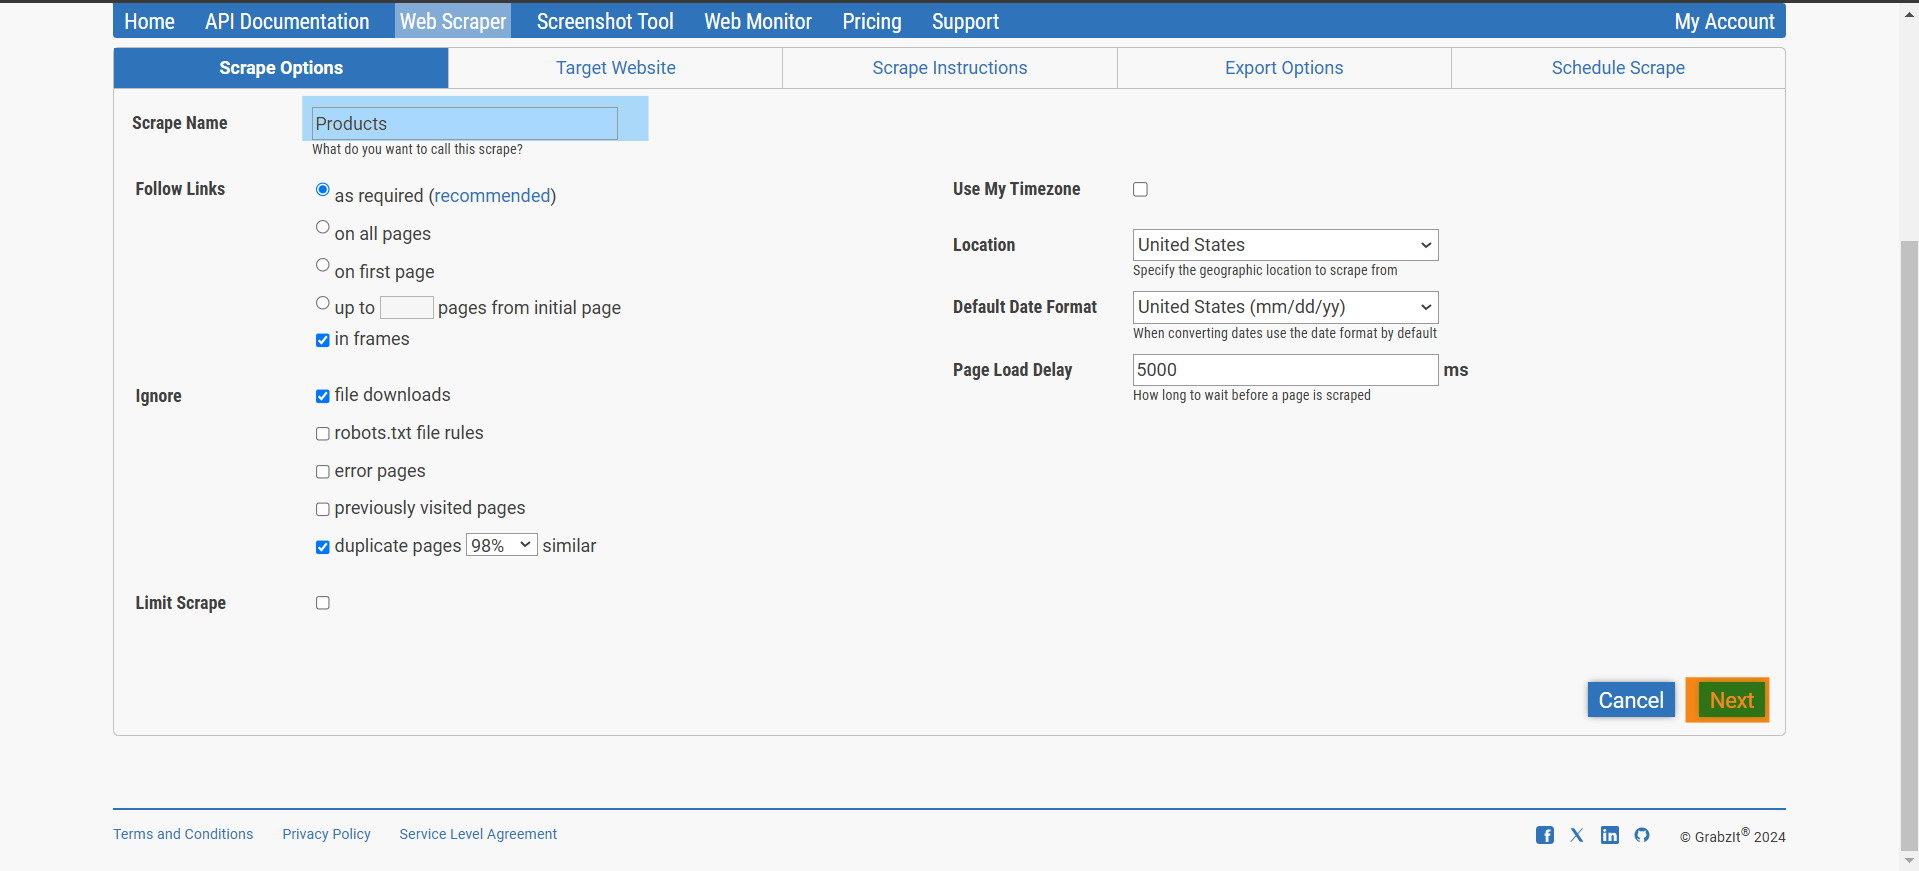 Home API Documentation Web Scraper Screenshot Tool Web Monitor Pricing Support My Account
Scrape Options Target Website Scrape Instructions Export Options Schedule Scrape
Scrape Name Products
What do you want to call this scrape?
Follow Links as required (recommended) Use My Timezone
on all pages Location United States
on first page Specify the geographic location to scrape from
up to pages from initial page Default Date Format United States (mm/dd/yy)
in frames When converting dates use the date format by default
Page Load Delay 5000 ms
Ignore file downloads How long to wait before a page is scraped
robots.txt file rules
error pages
previously visited pages
duplicate pages 98% similar
Limit Scrape
Cancel Next
Terms and Conditions Privacy Policy Service Level Agreement f X in © GrabzIt® 2024